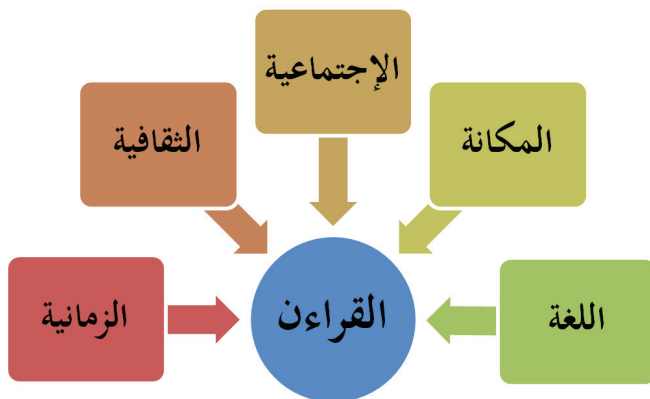 الإجتماعية
المكانة
الثقافية
اللغة
القراءن
الزمانية